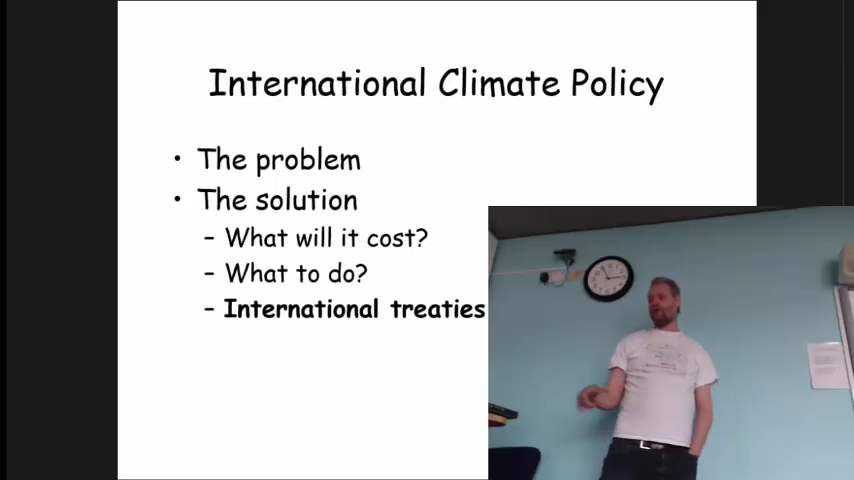 International Climate Policy
• The problem
• The solution
– What will it cost?
– What to do?
– International treaties